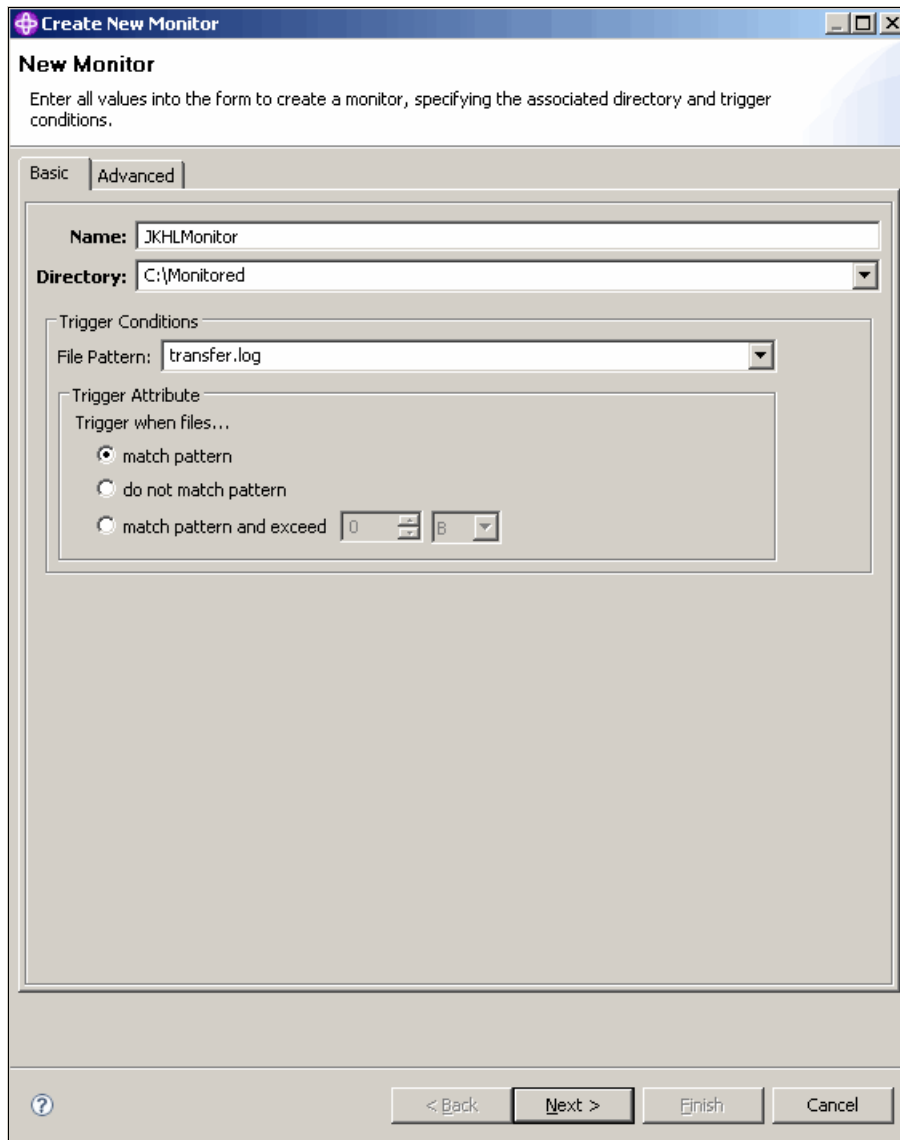 Create New Monitor
New Monitor
Enter all values into the form to create a monitor, specifying the associated directory and trigger
conditions.
Basic Advanced
Name: JKHLMonitor
Directory: C:\Monitored
Trigger Conditions
File Pattern: transfer.log
Trigger Attribute
Trigger when files...
match pattern
do not match pattern
match pattern and exceed 0 B
? < Back Next > Finish Cancel